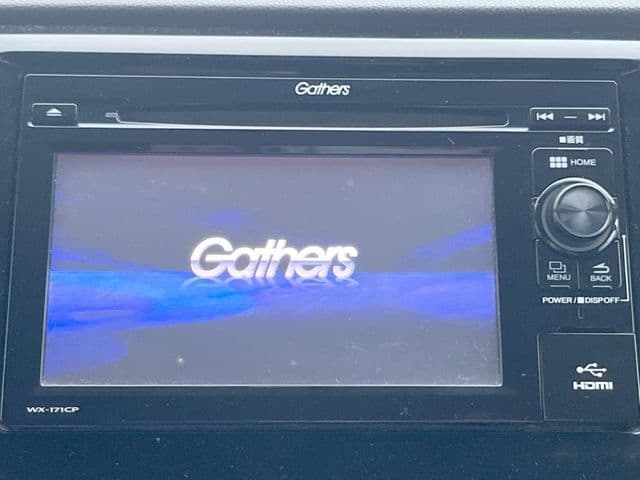 Gathers
■画質
HOME
Gathers
MENU
BACK
POWER / ■DISP OFF
HDMI
WX-171CP